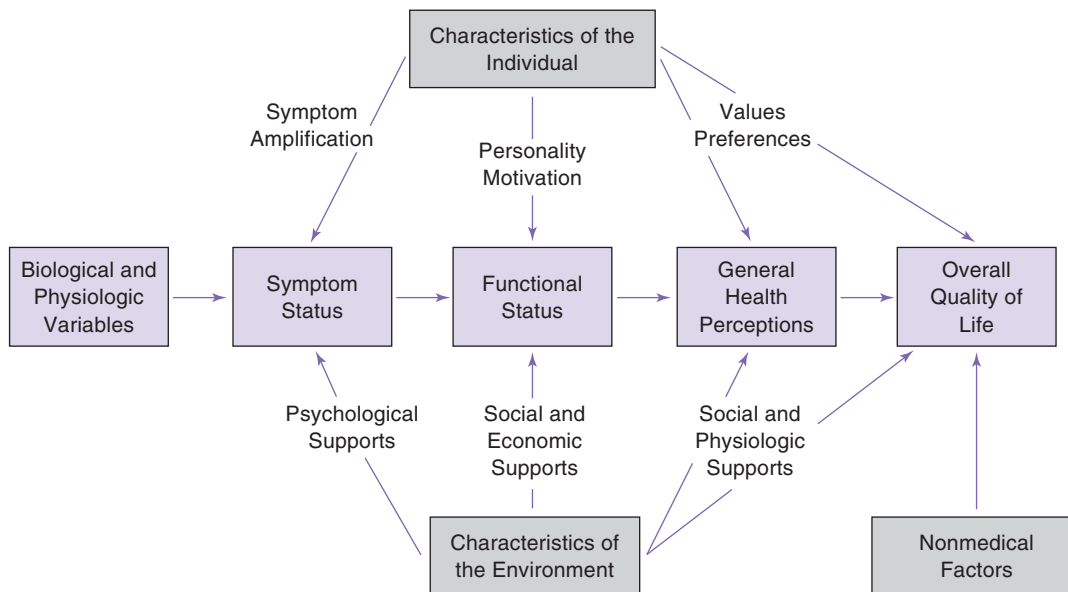 Characteristics of the
Individual
Symptom
Amplification
Personality
Motivation
Values
Preferences
Biological and
Physiologic
Variables
Symptom
Status
Functional
Status
General
Health
Perceptions
Overall
Quality of
Life
Psychological
Supports
Social and
Economic
Supports
Social and
Physiologic
Supports
Characteristics of
the Environment
Nonmedical
Factors